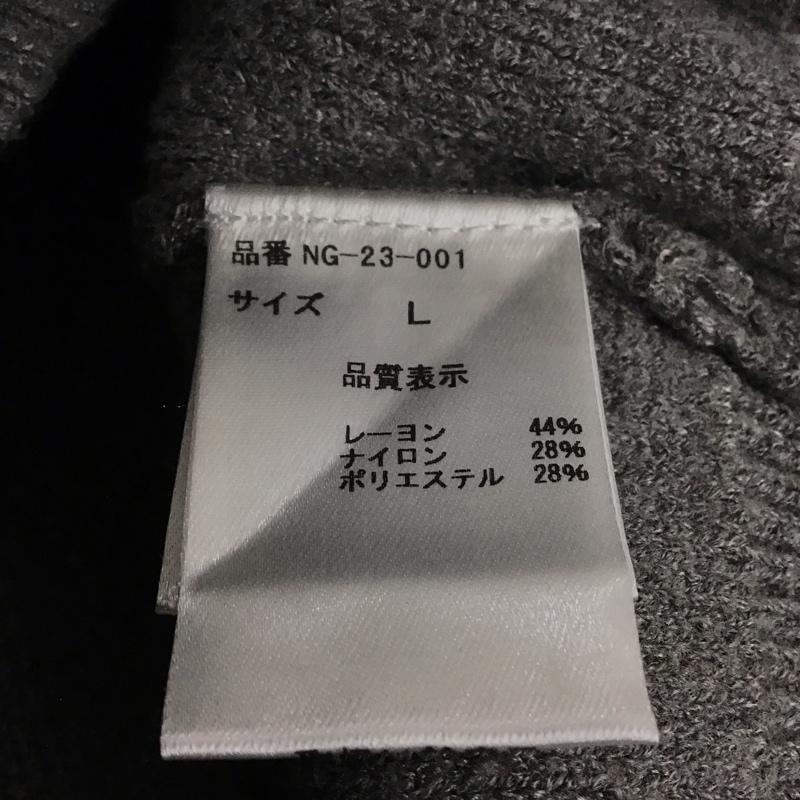 品番 NG-23-001
サイズ L
品質表示
レーヨン 44%
ナイロン 28%
ポリエステル 28%